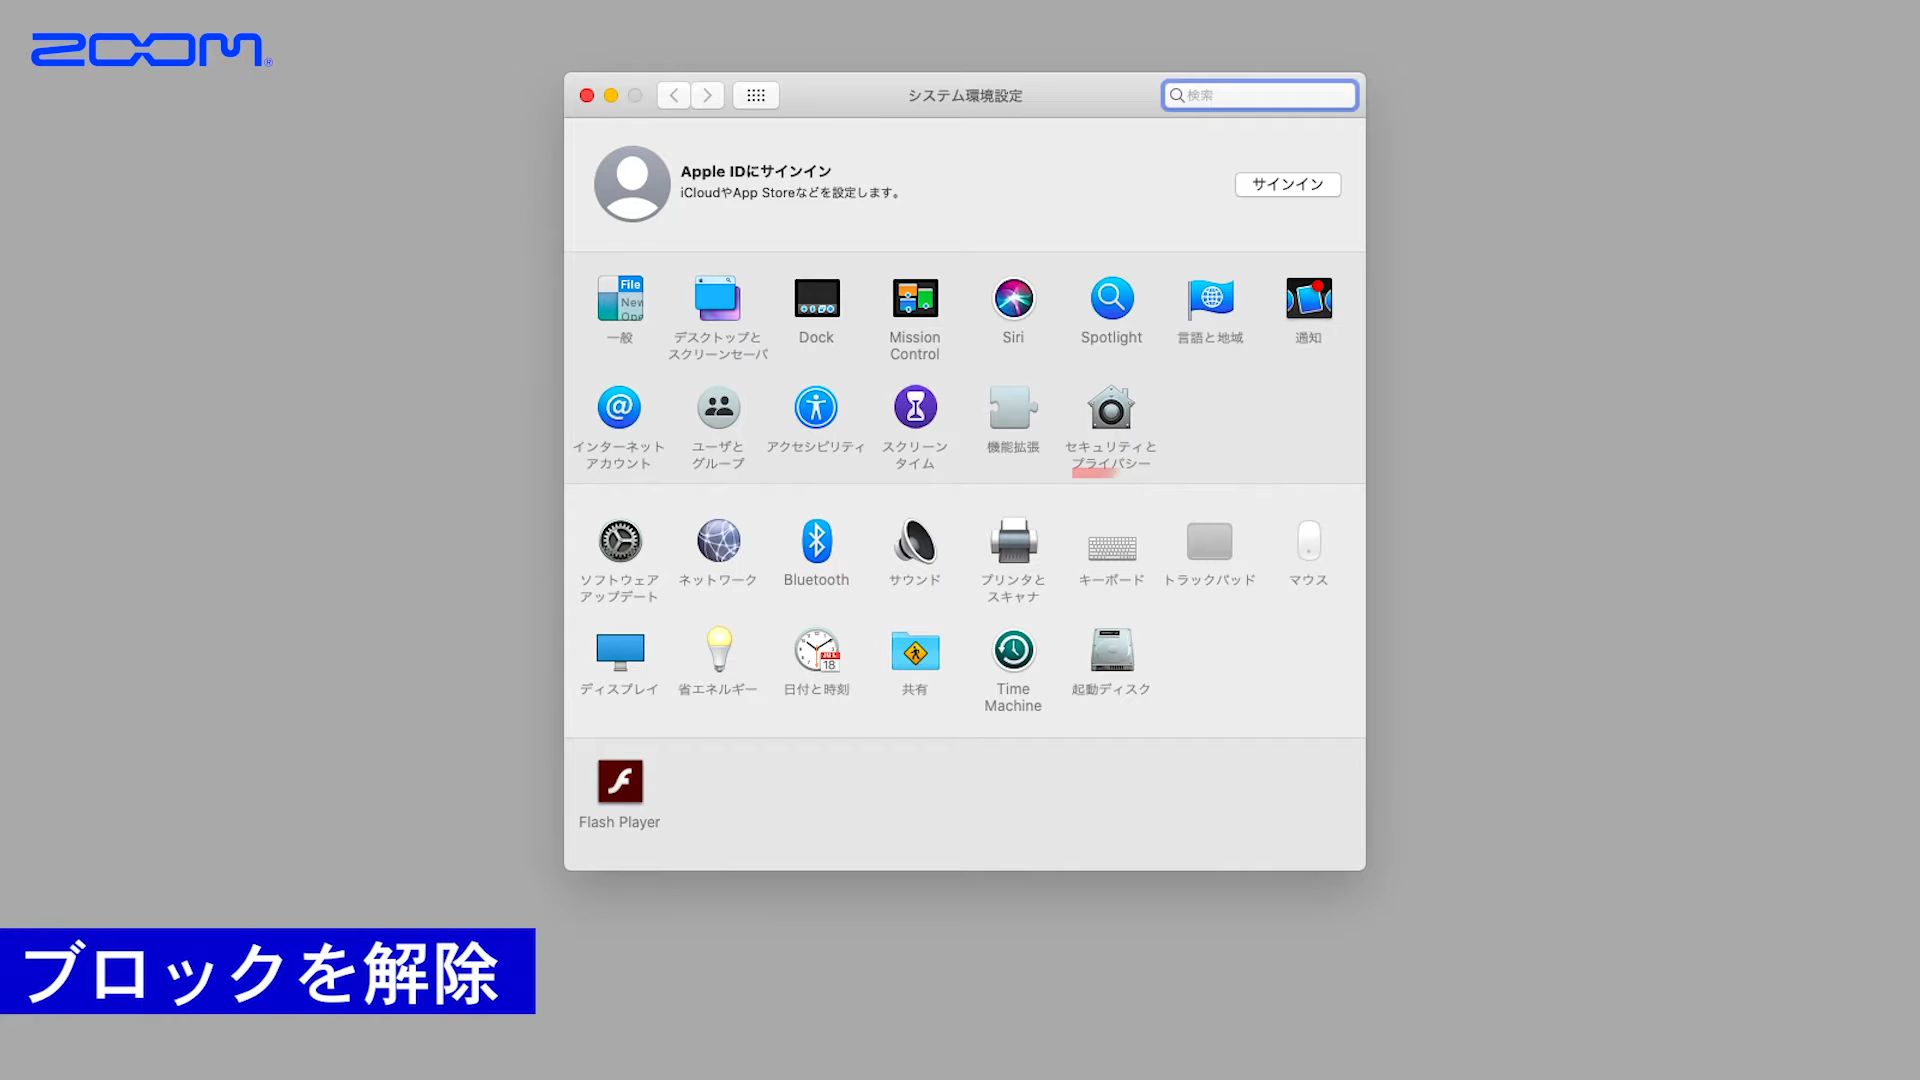 ZOOM®
システム環境設定
検索
Apple IDにサインイン
iCloudやApp Storeなどを設定します。
サインイン
File
New
Ope
一般
デスクトップと
スクリーンセーバ
Dock
Mission
Control
Siri
Spotlight
言語と地域
通知
@
インターネット
アカウント
ユーザと
グループ
アクセシビリティ
スクリーン
タイム
機能拡張
セキュリティと
プライバシー
ソフトウェア
アップデート
ネットワーク
Bluetooth
サウンド
プリンタと
スキャナ
キーボード
トラックパッド
マウス
ディスプレイ
省エネルギー
JUL
18
日付と時刻
共有
Time
Machine
起動ディスク
Flash Player
ブロックを解除